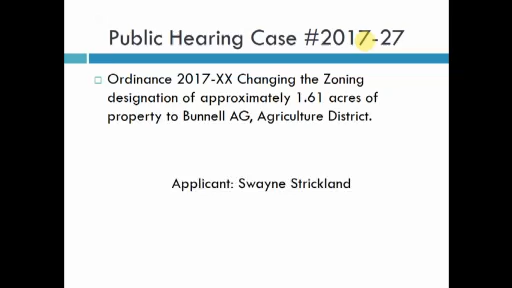 Public Hearing Case #2017-27
Ordinance 2017-XX Changing the Zoning
designation of approximately 1.61 acres of
property to Bunnell AG, Agriculture District.
Applicant: Swayne Strickland